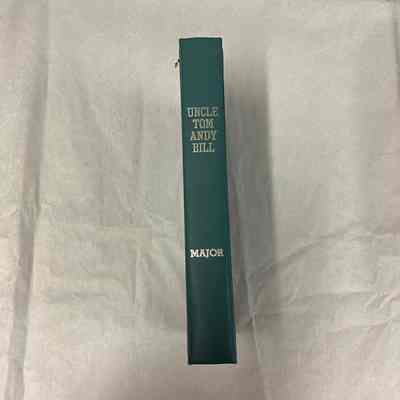 UNCLE
TOM
ANDY
BILL
MAJOR